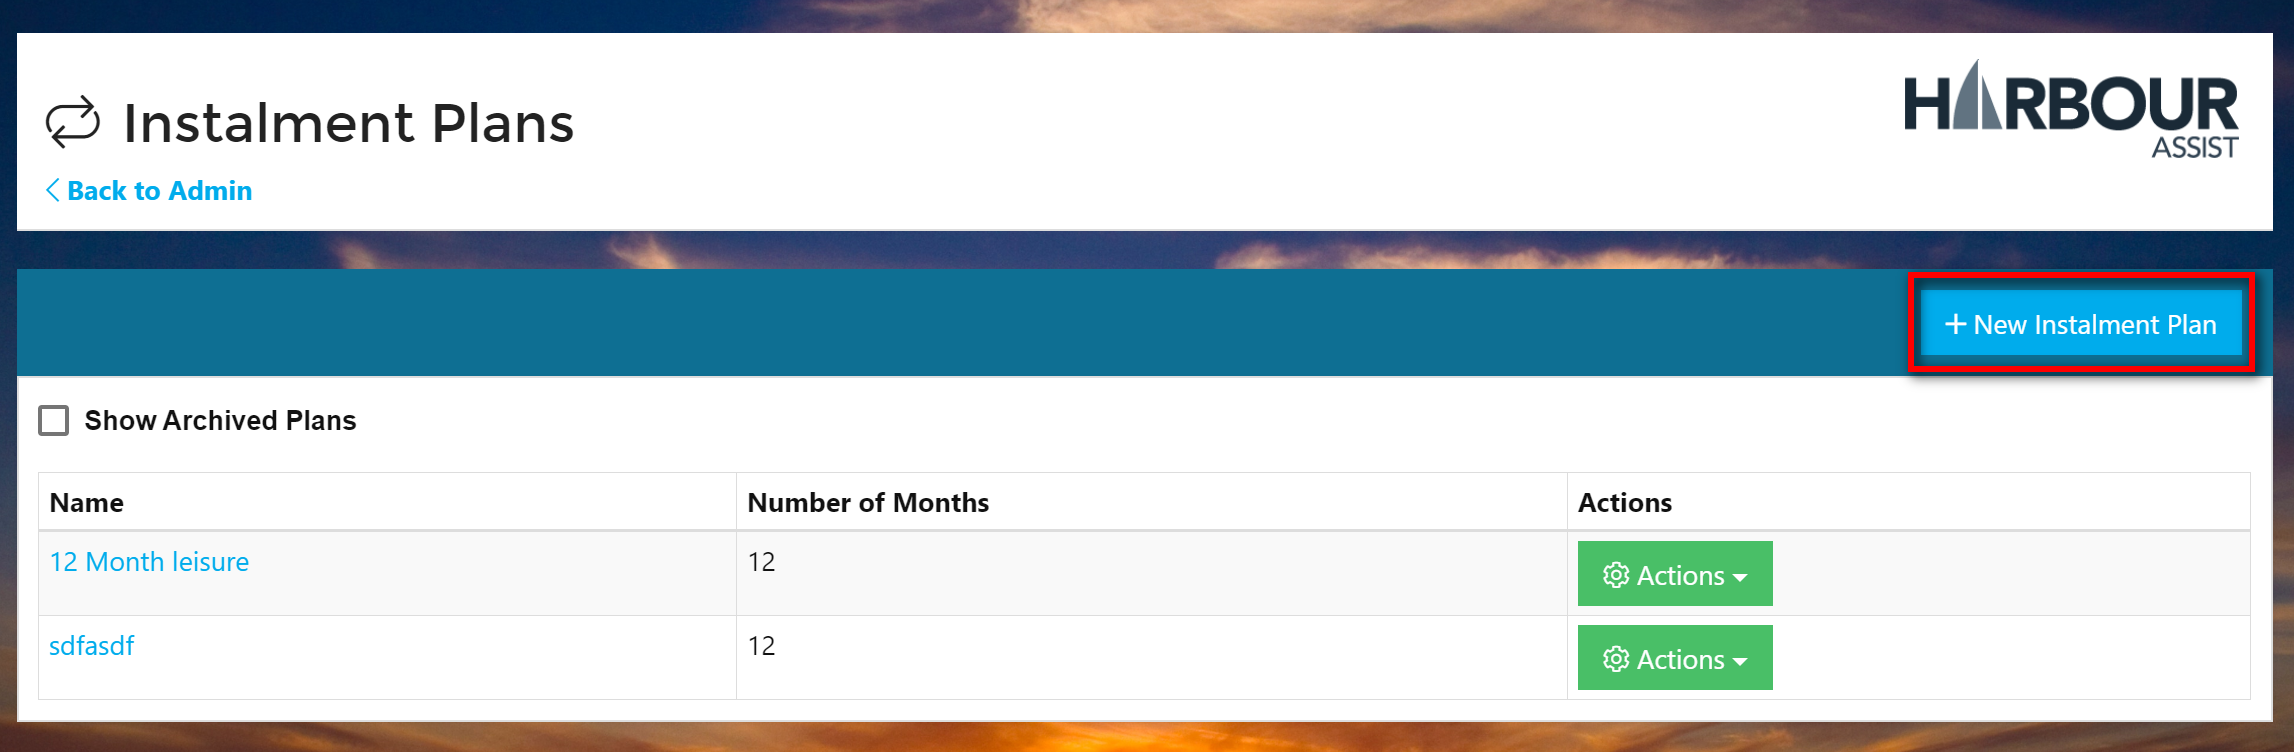 Instalment Plans
HARBOUR
ASSIST
Back to Admin
+ New Instalment Plan
Show Archived Plans
Name Number of Months Actions
12 Month leisure 12 Actions
sdfasdf 12 Actions